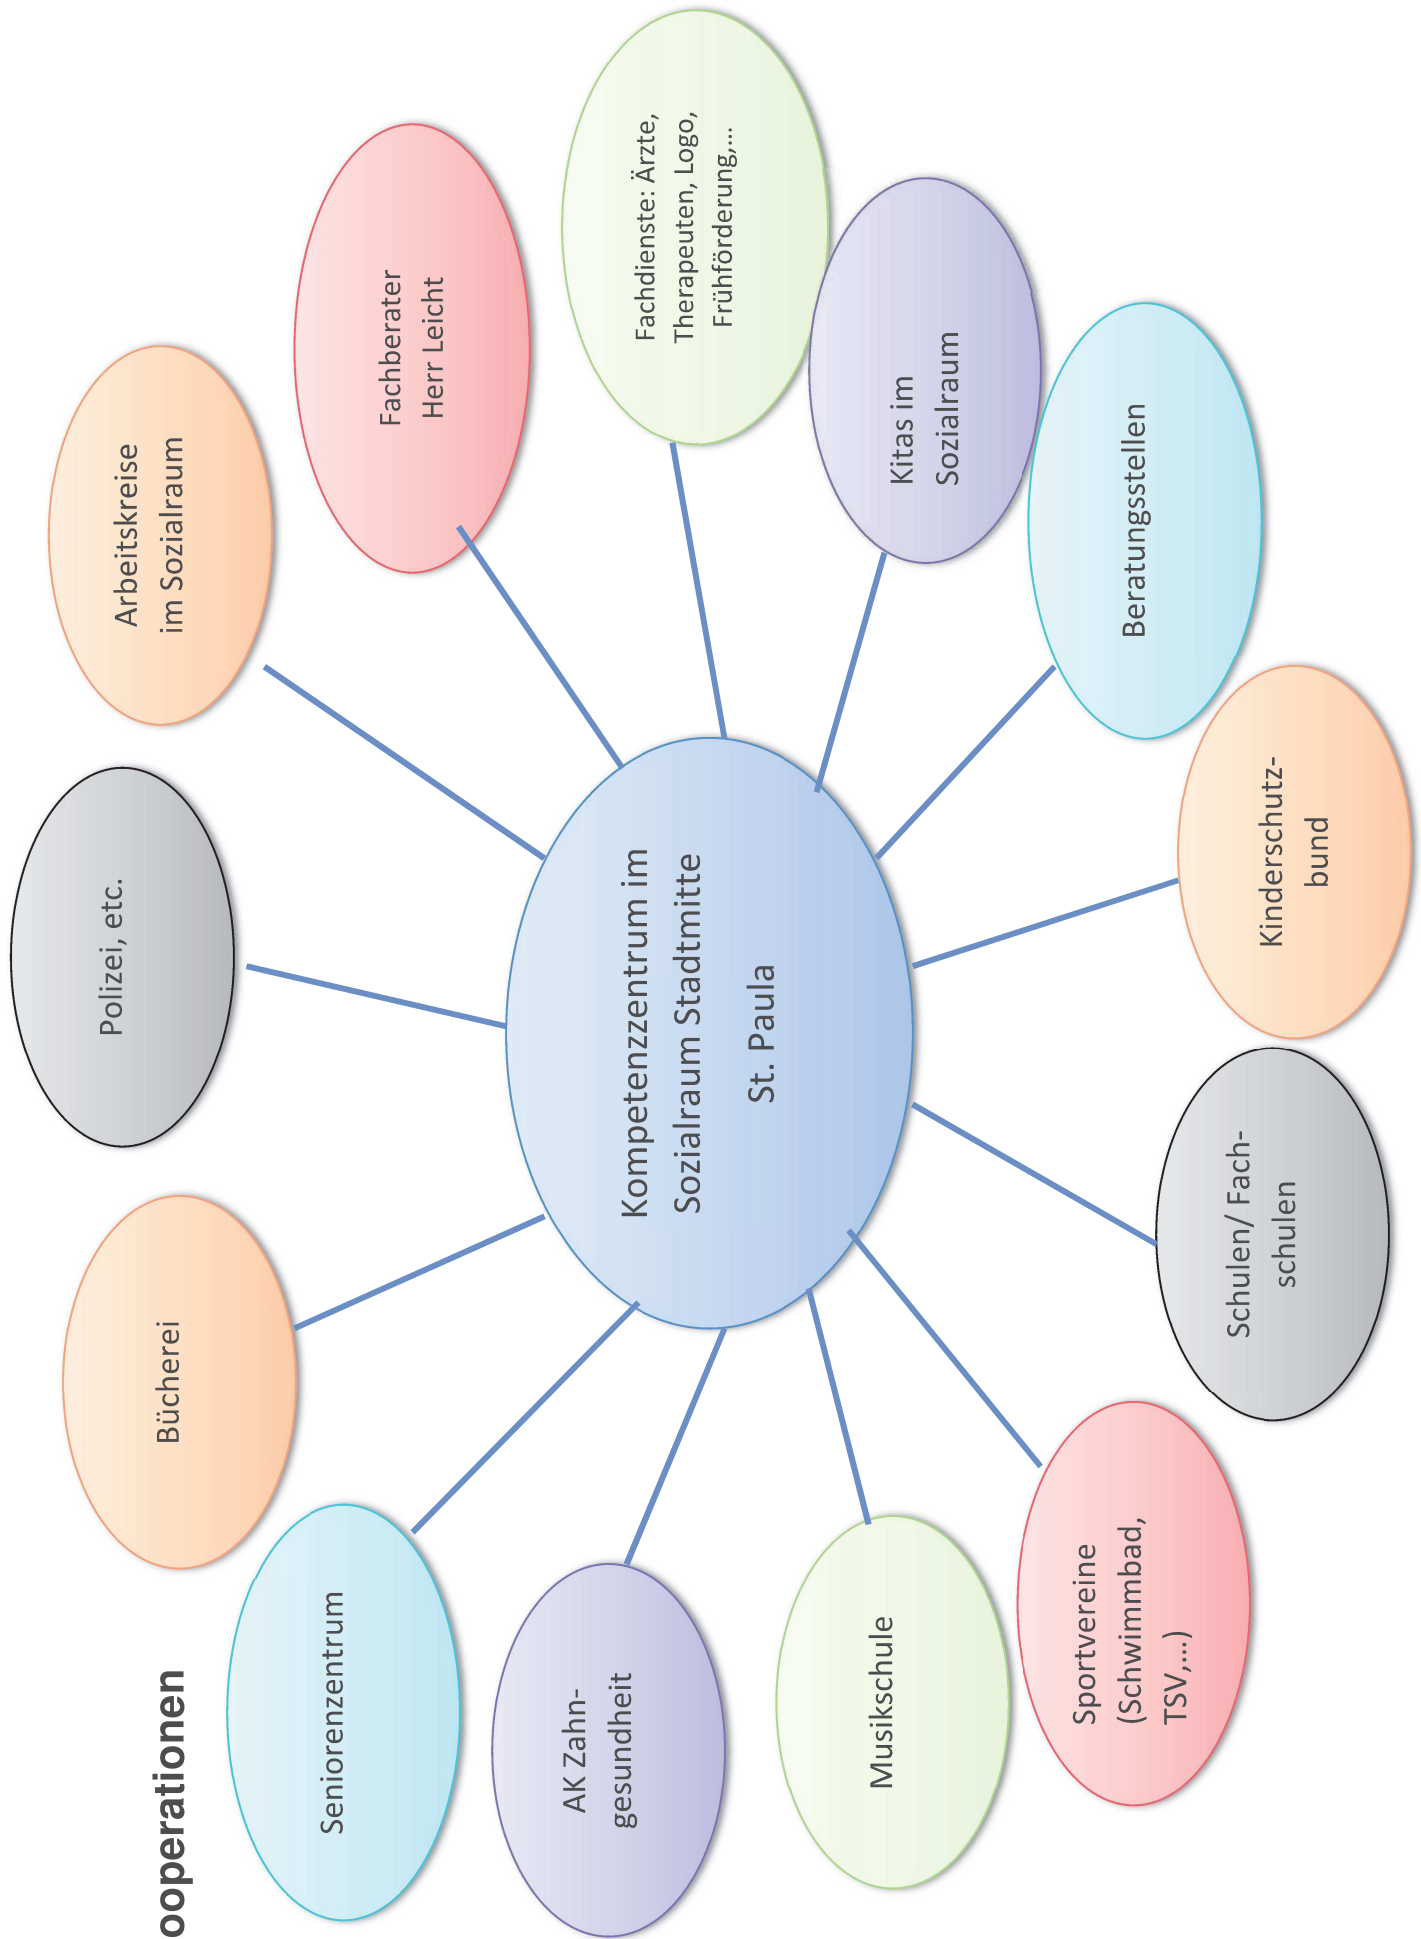 ooperationen
Bücherei
Polizei, etc.
Arbeitskreise
im Sozialraum
Fachberater
Herr Leicht
Fachdienste: Ärzte,
Therapeuten, Logo,
Frühförderung,...
Kitas im
Sozialraum
Beratungsstellen
Kinderschutz-
bund
Schulen/ Fach-
schulen
Sportvereine
(Schwimmbad,
TSV,...)
Musikschule
AK Zahn-
gesundheit
Seniorenzentrum
Kompetenzzentrum im
Sozialraum Stadtmitte
St. Paula